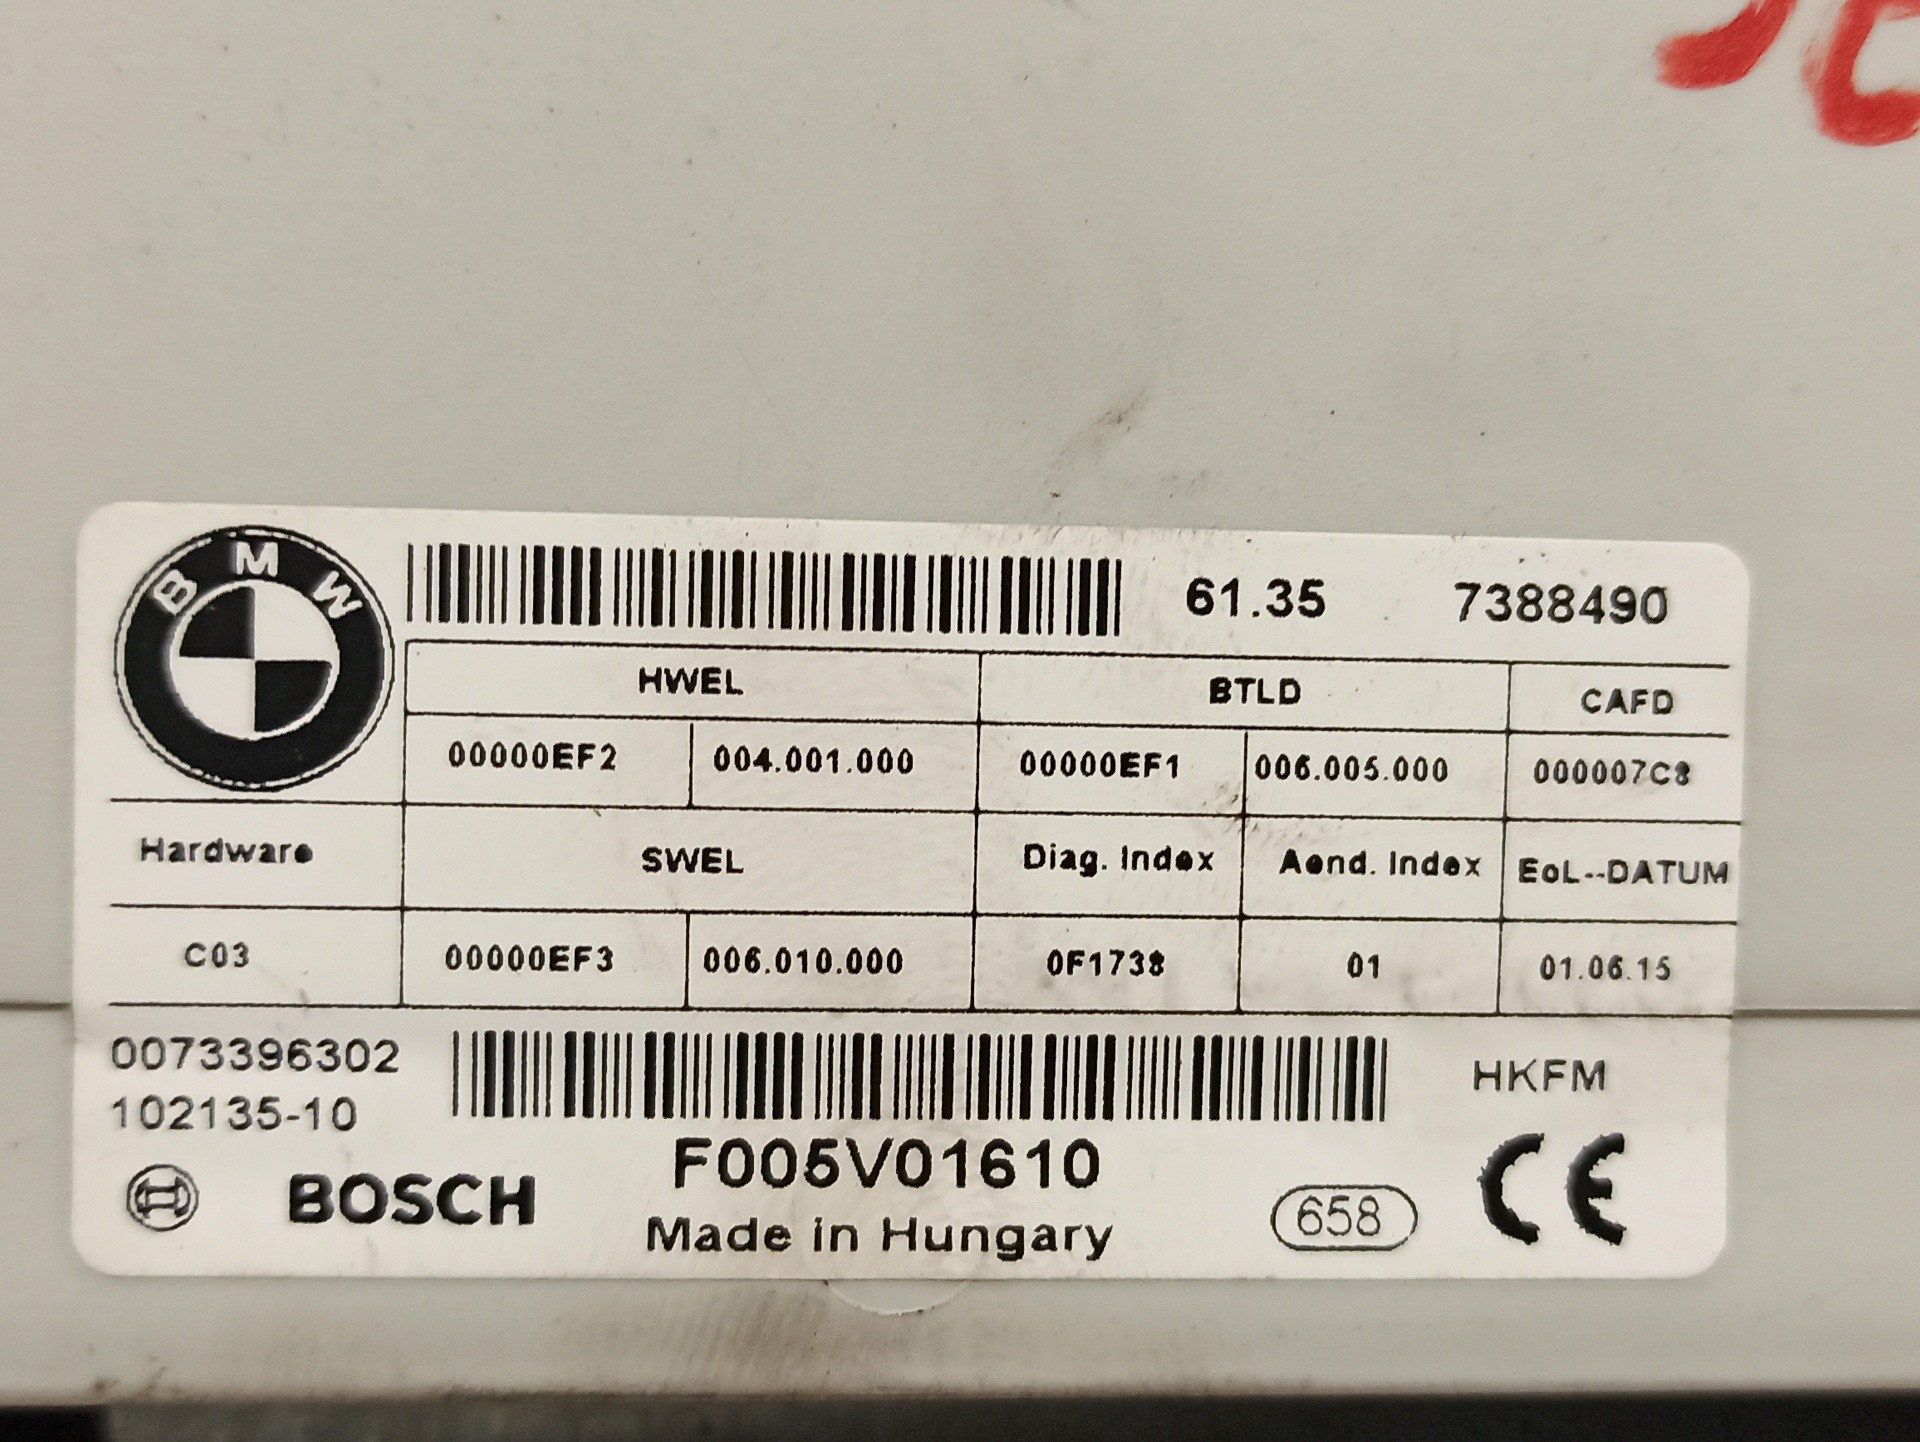 BMW
61.35 7388490
HWEL BTLD CAFD
00000EF2 004.001.000 00000EF1 006.005.000 000007C8
Hardware SWEL Diag. Index Aend. Index EoL--DATUM
C03 00000EF3 006.010.000 0F1738 01 01.06.15
0073396302 HKFM
102135-10
F005V01610
BOSCH
Made in Hungary
658
CE